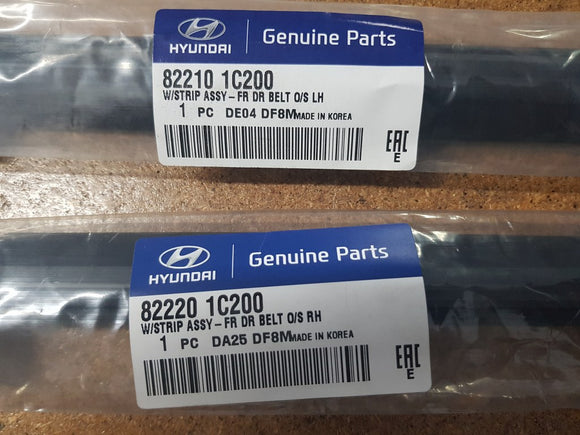 HYUNDAI
Genuine Parts
82210 1C200
W/STRIP ASSY-FR DR BELT O/S LH
1 PC DE04 DF8M MADE IN KOREA
EAC
E
HYUNDAI
Genuine Parts
82220 1C200
W/STRIP ASSY-FR DR BELT O/S RH
1 PC DA25 DF8M MADE IN KOREA
EAC
E